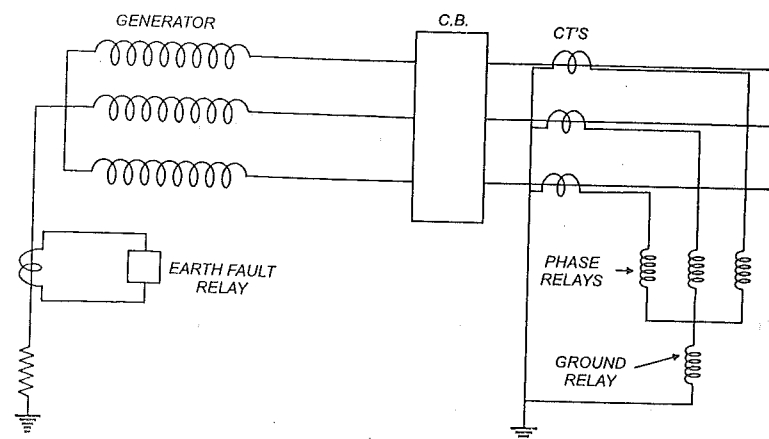 GENERATOR
C.B.
CT'S
EARTH FAULT
RELAY
PHASE
RELAYS
GROUND
RELAY